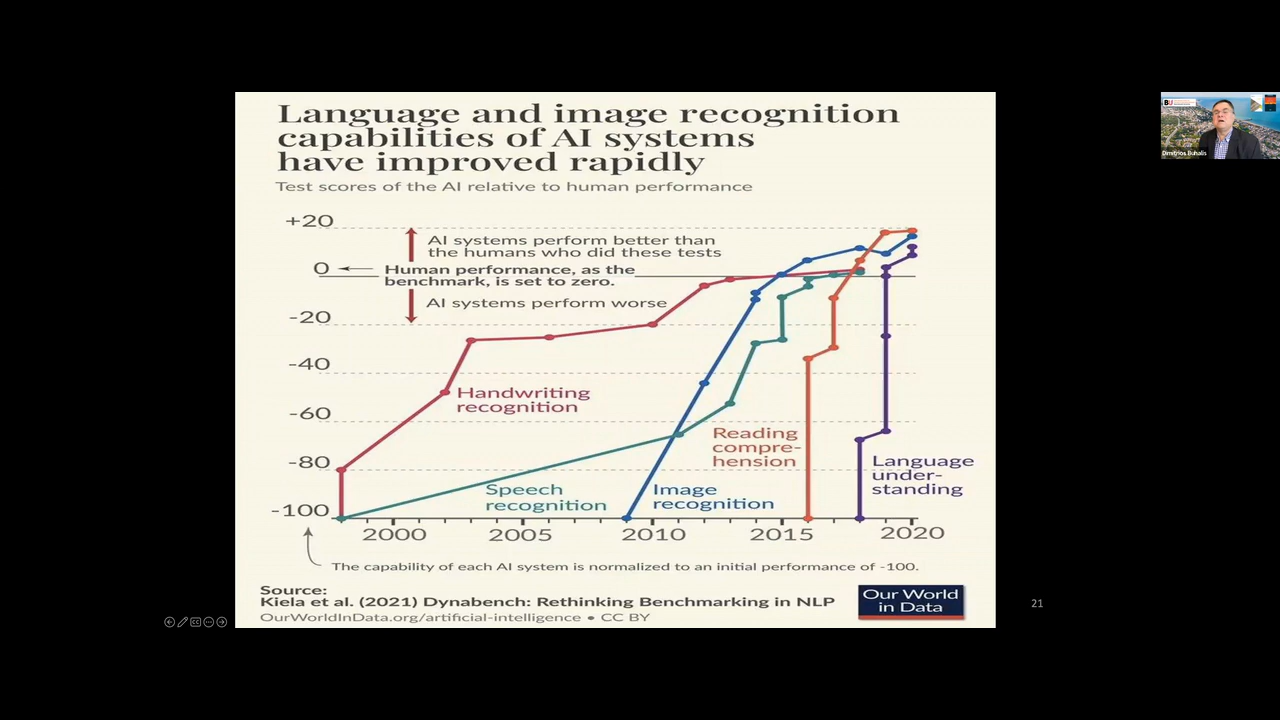 Language and image recognition
capabilities of AI systems
have improved rapidly
Test scores of the AI relative to human performance
+20
AI systems perform better than
the humans who did these tests
0
Human performance, as the
benchmark, is set to zero.
AI systems perform worse
-20
-40
Handwriting
recognition
-60
Reading
compre-
hension
-80
Language
under-
standing
Speech
recognition
Image
recognition
-100
2000
2005
2010
2015
2020
The capability of each AI system is normalized to an initial performance of -100.
Source:
Kiela et al. (2021) Dynabench: Rethinking Benchmarking in NLP
OurWorldInData.org/artificial-intelligence • CC BY
Our World
in Data
21
BU
Dimitrios Buhalis